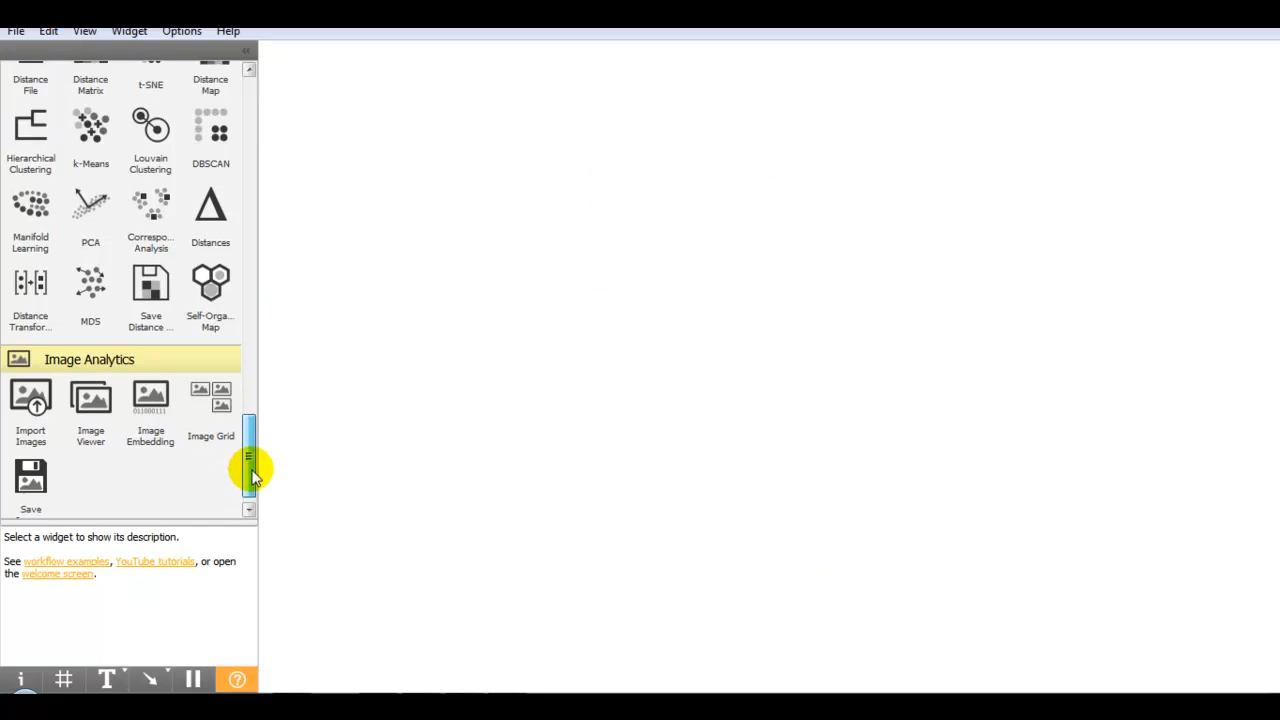 File Edit View Widget Options Help
Distance File
Distance Matrix
t-SNE
Distance Map
Hierarchical Clustering
k-Means
Louvain Clustering
DBSCAN
Manifold Learning
PCA
Correspo... Analysis
Distances
Distance Transfor...
MDS
Save Distance ...
Self-Orga... Map
Image Analytics
Import Images
Image Viewer
Image Embedding
011000111
Image Grid
Save
Select a widget to show its description.
See workflow examples, YouTube tutorials, or open
the welcome screen.